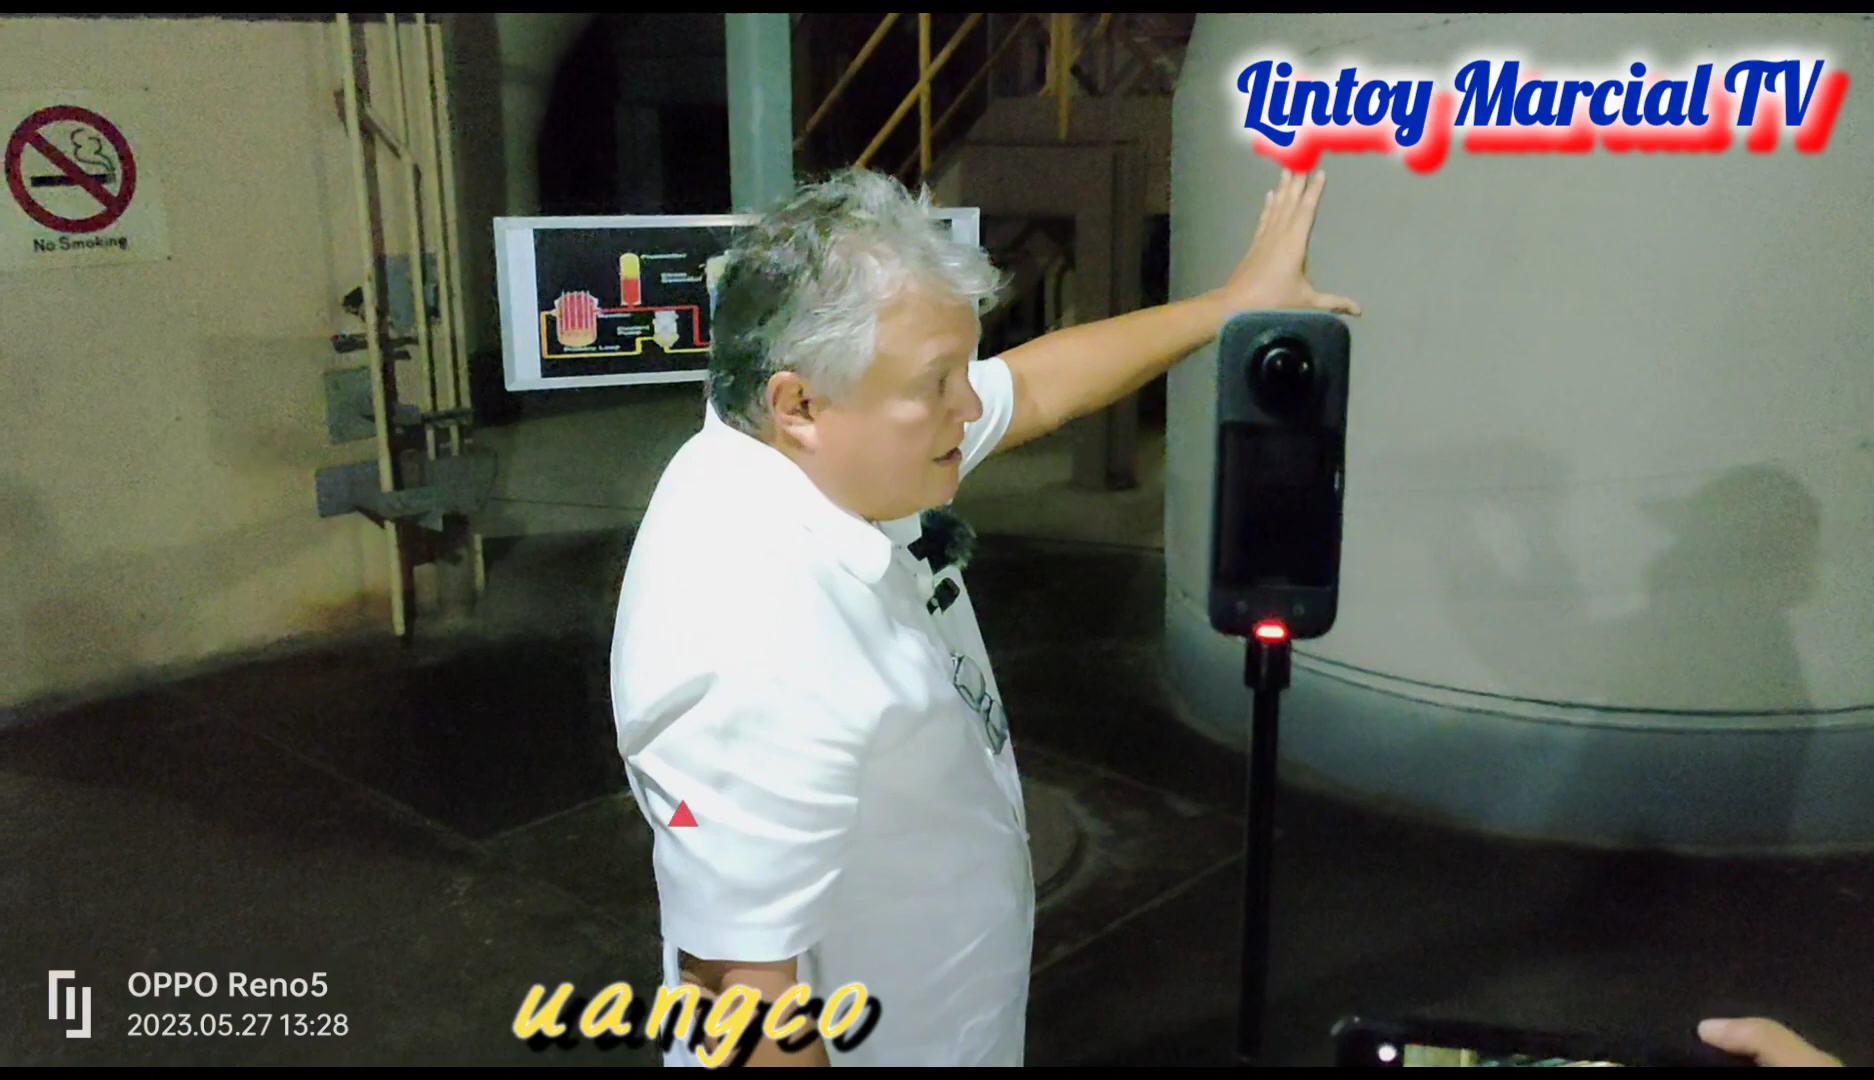 Lintoy Marcial TV
No Smoking
OPPO Reno5
2023.05.27 13:28
uangco